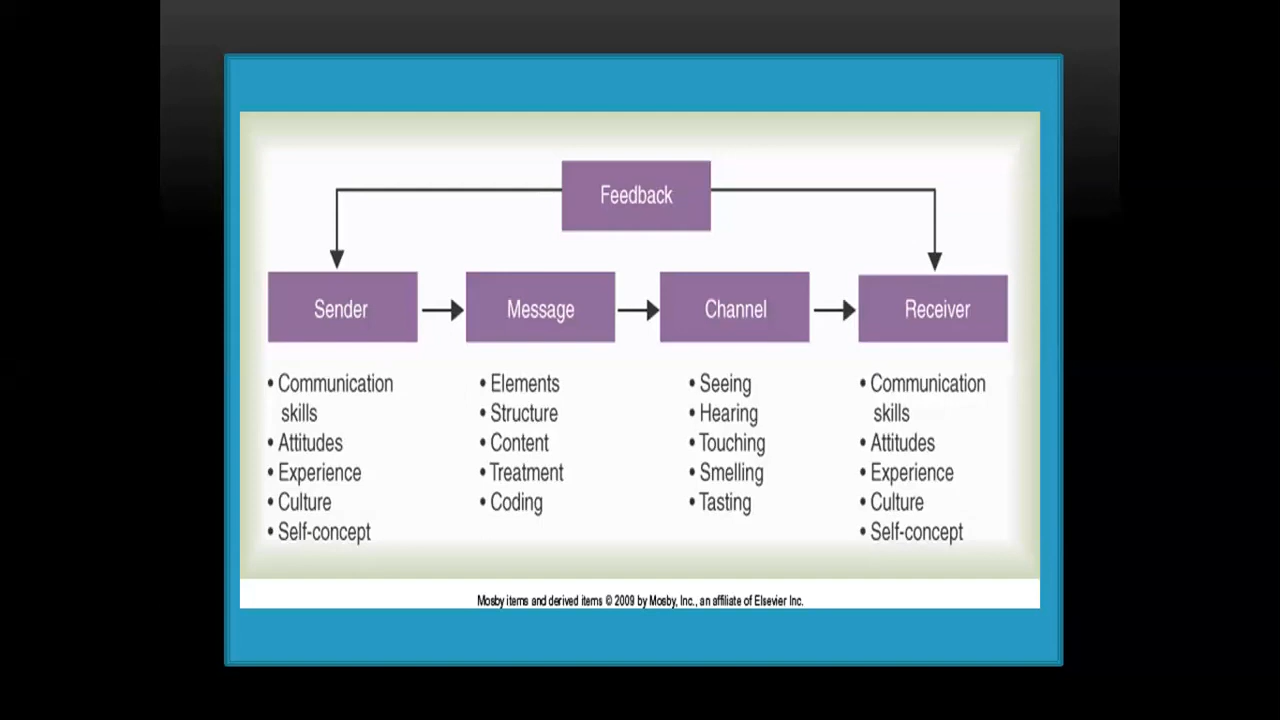 Feedback
Sender
Message
Channel
Receiver
• Communication
skills
• Attitudes
• Experience
• Culture
• Self-concept
• Elements
• Structure
• Content
• Treatment
• Coding
• Seeing
• Hearing
• Touching
• Smelling
• Tasting
• Communication
skills
• Attitudes
• Experience
• Culture
• Self-concept
Mosby items and derived items © 2009 by Mosby, Inc., an affiliate of Elsevier Inc.